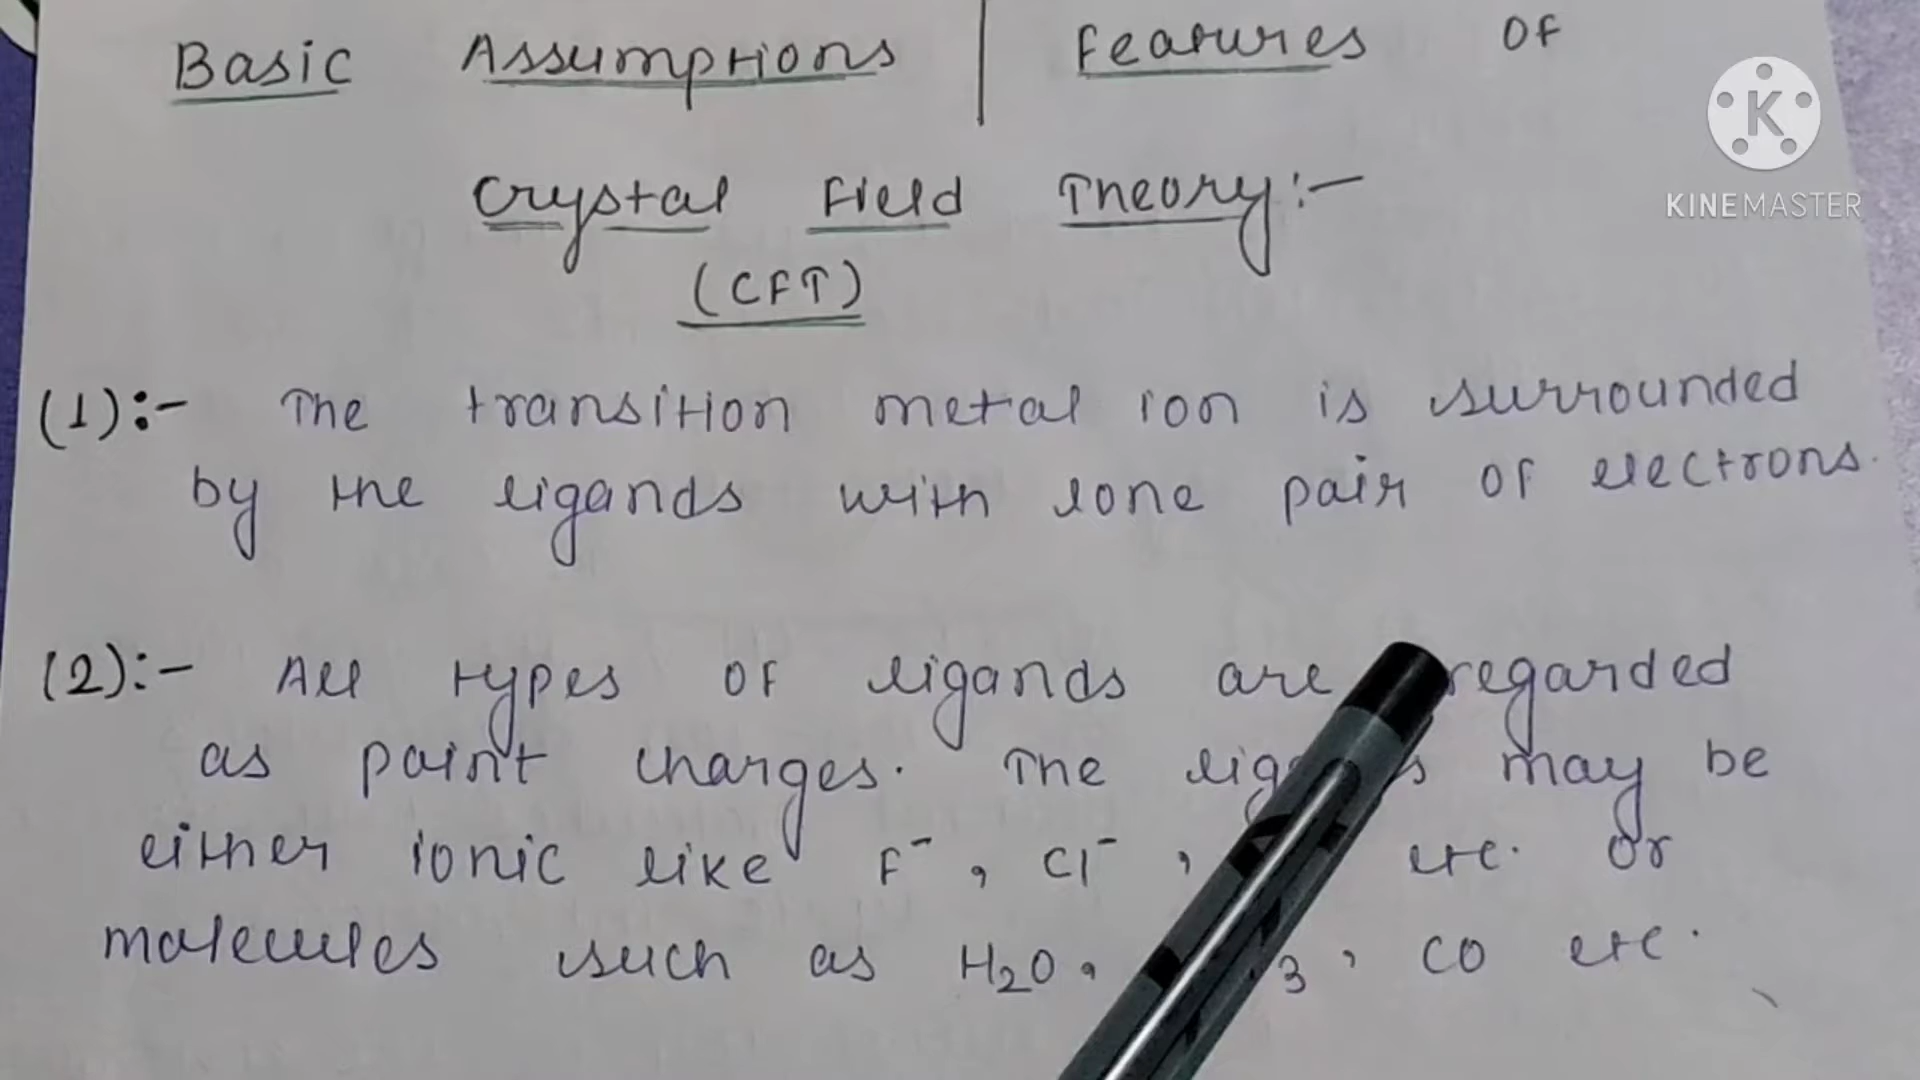 Basic Assumptions | Features of
Crystal Field Theory:-
(CFT)
(1):- The transition metal ion is surrounded
by the ligands with lone pair of electrons.
(2):- All types of ligands are regarded
as point charges. The may be
either ionic like F⁻, Cl⁻, etc. or
molecules such as H₂O, CO etc.
K
KINEMASTER